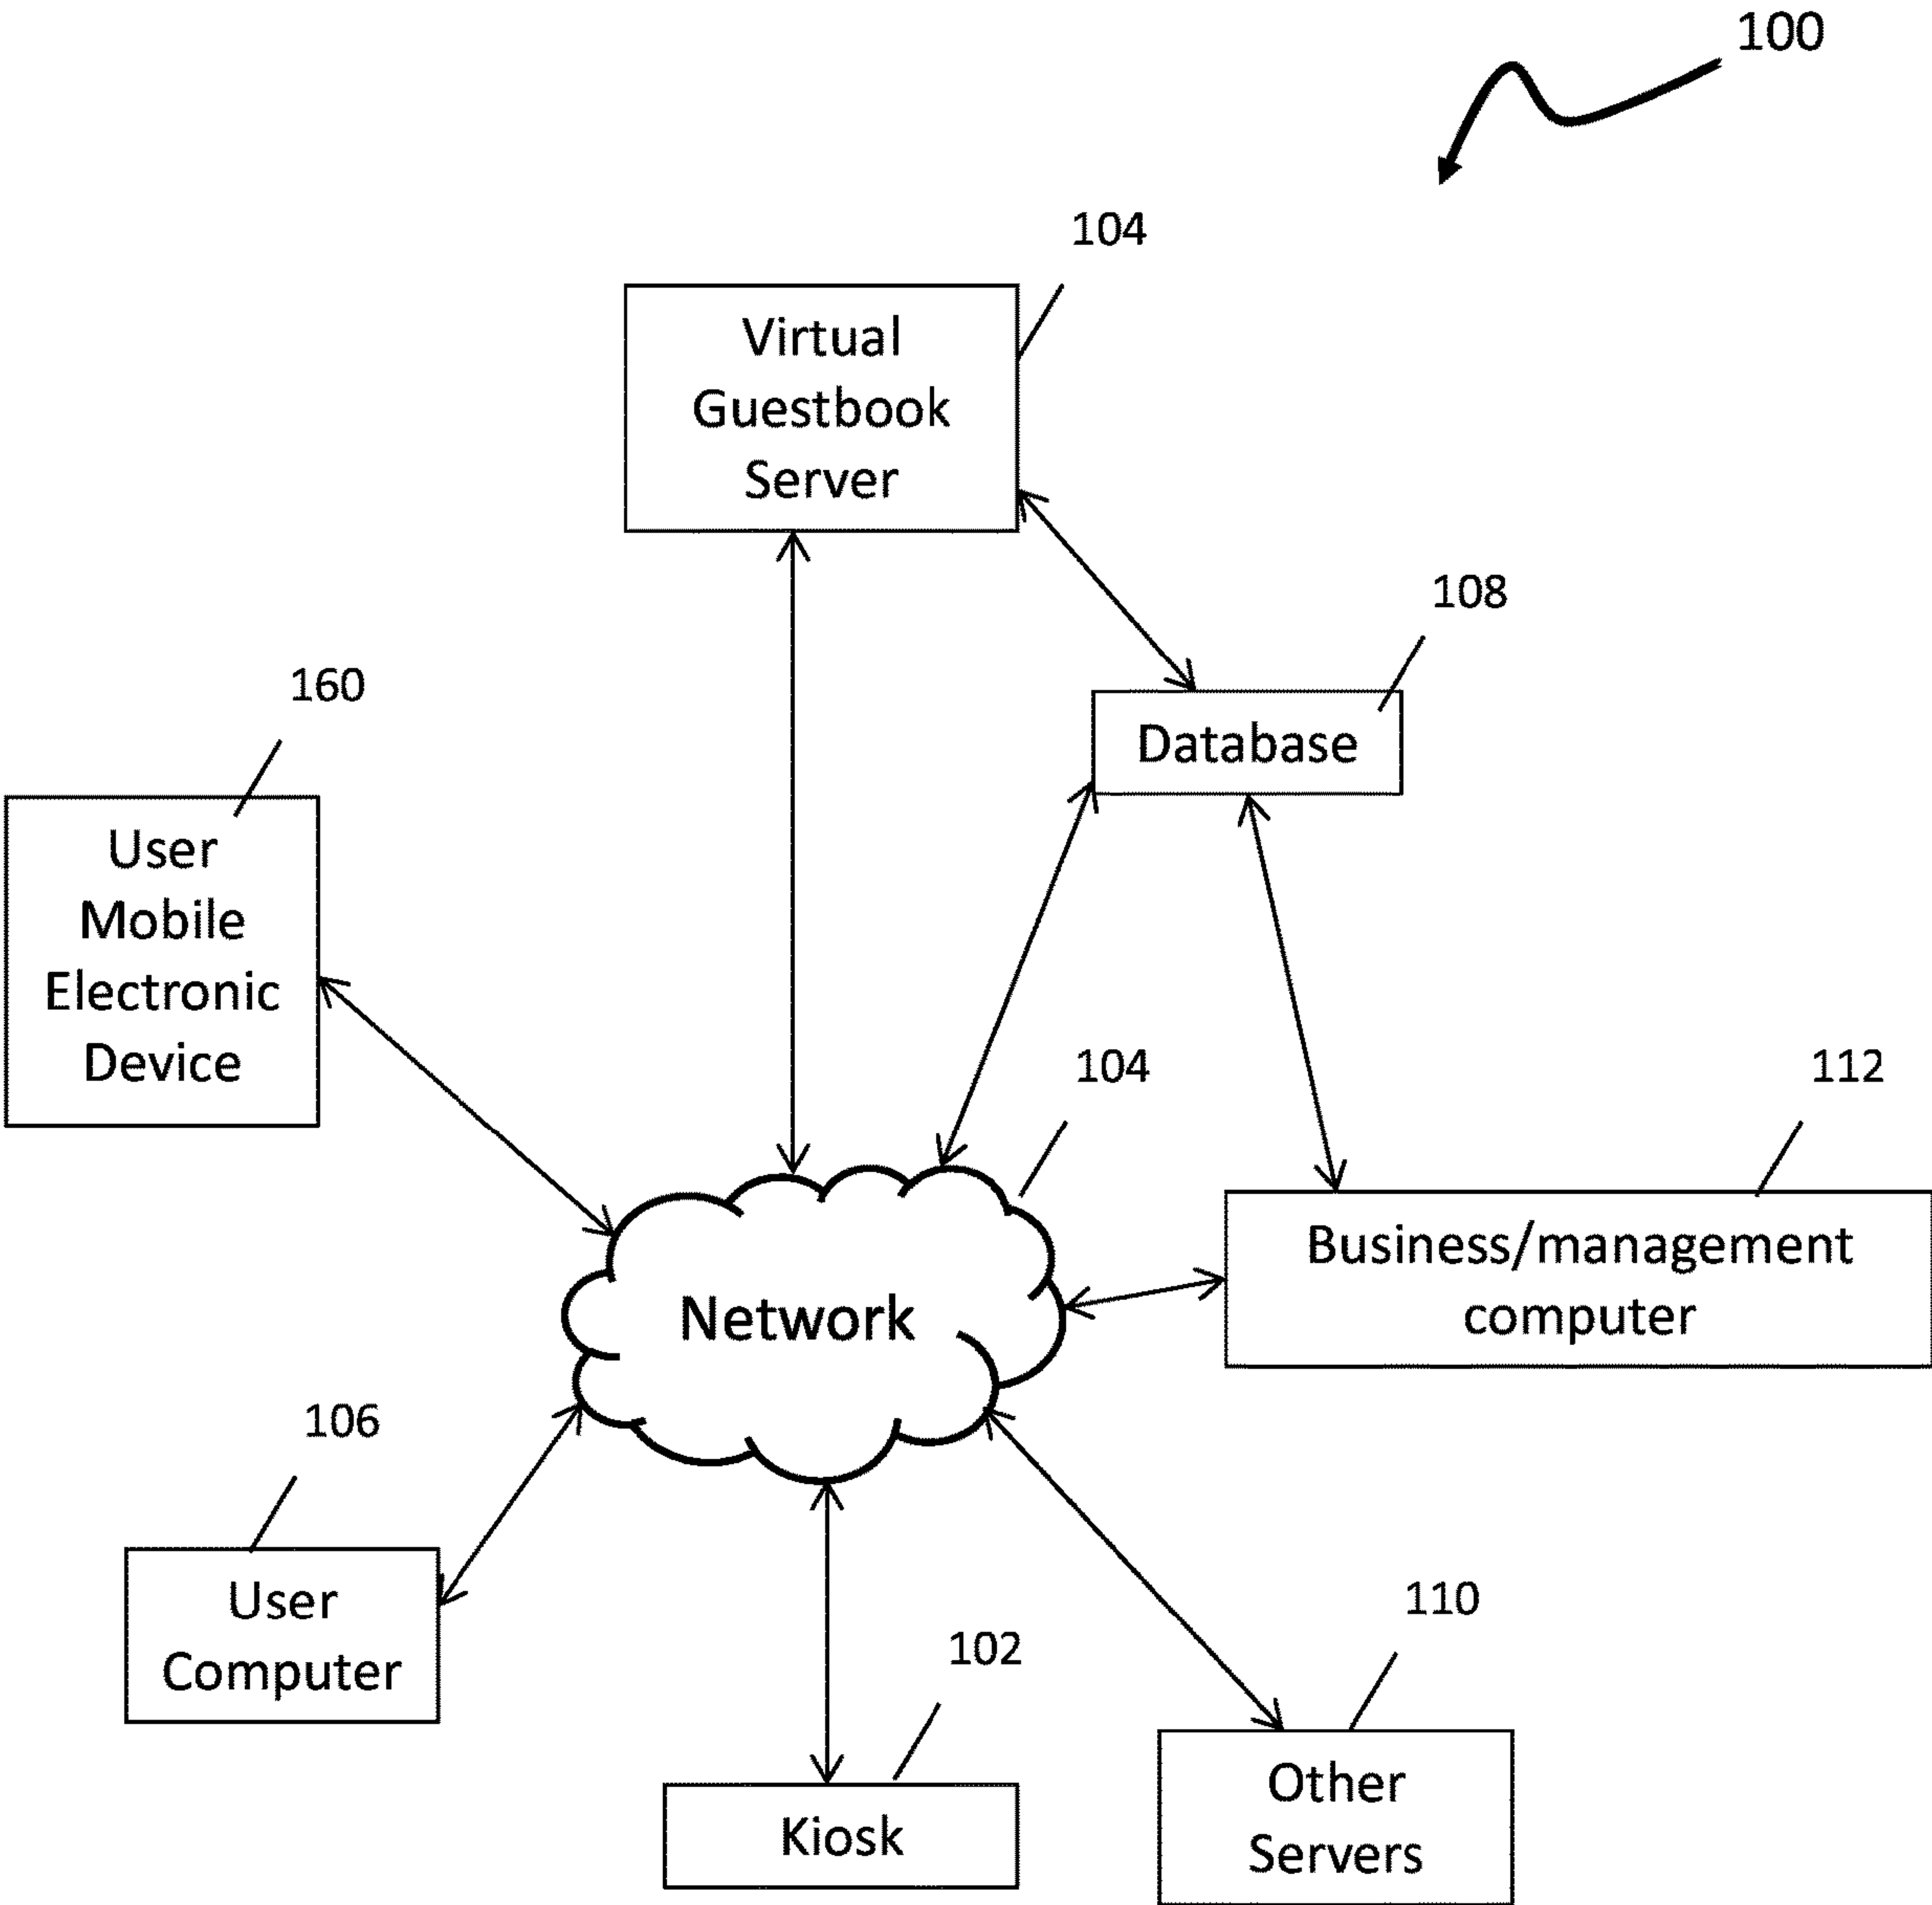 100
104
Virtual
Guestbook
Server
108
Database
160
User
Mobile
Electronic
Device
104
112
Network
Business/management
computer
106
User
Computer
102
Kiosk
110
Other
Servers